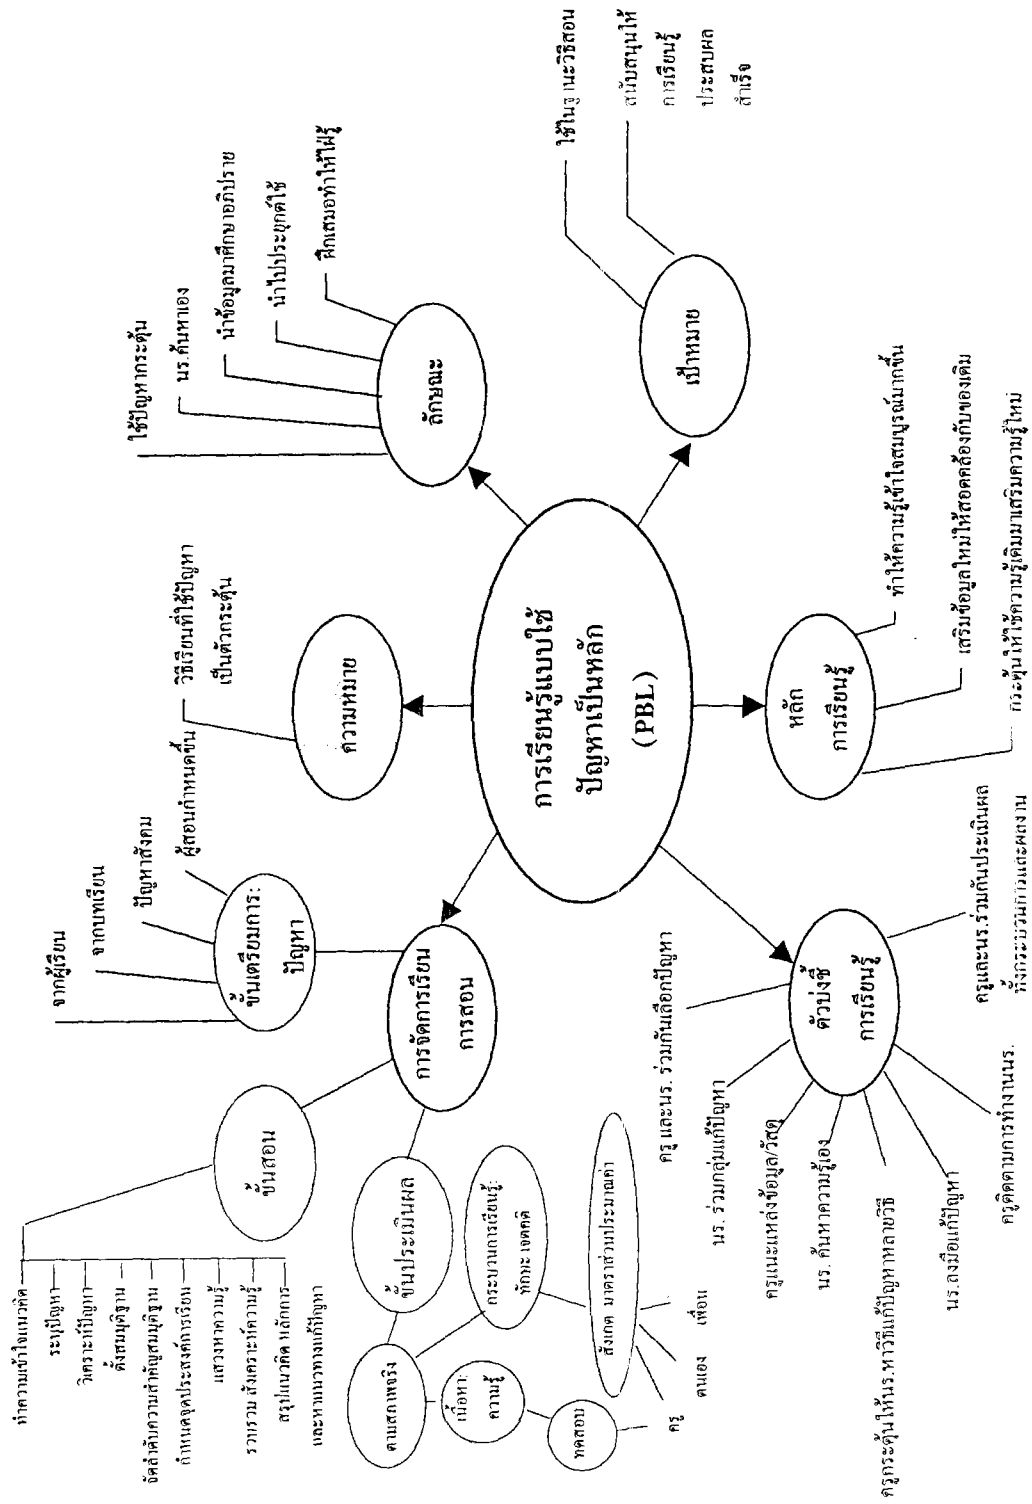 การเรียนรู้แบบใช้
ปัญหาเป็นหลัก
(PBL)
ความหมาย
วิธีเรียนที่ใช้ปัญหา
เป็นตัวกระตุ้น
ลักษณะ
ใช้ปัญหากระตุ้น
นร.ค้นหาเอง
นำข้อมูลมาศึกษาอภิปราย
นำไปประยุกต์ใช้
ฝึกเสมอทำให้ใฝ่รู้
เป้าหมาย
ใช้ในฐานะวิธีสอน
สนับสนุนให้
การเรียนรู้
ประสบผล
สำเร็จ
หลัก
การเรียนรู้
ทำให้ความรู้เข้าใจสมบูรณ์มากขึ้น
เสริมข้อมูลใหม่ให้สอดคล้องกับของเดิม
กระตุ้นให้ใช้ความรู้เดิมมาเสริมความรู้ใหม่
ตัวบ่งชี้
การเรียนรู้
ครู และนร. ร่วมกันเลือกปัญหา
นร. ร่วมกลุ่มแก้ปัญหา
ครูแนะแหล่งข้อมูล/วัสดุ
นร. ค้นหาความรู้เอง
ครูกระตุ้นให้นร.หาวิธีแก้ปัญหาหลายวิธี
นร.ลงมือแก้ปัญหา
ครูติดตามการทำงานนร.
ครูและนร.ร่วมกันประเมินผล
ทั้งกระบวนการและผลงาน
การจัดการเรียน
การสอน
ขั้นเตรียมการ:
ปัญหา
จากผู้เรียน
จากบทเรียน
ปัญหาสังคม
ผู้สอนกำหนดขึ้น
ขั้นสอน
ทำความเข้าใจแนวคิด
ระบุปัญหา
วิเคราะห์ปัญหา
ตั้งสมมุติฐาน
จัดลำดับความสำคัญสมมุติฐาน
กำหนดจุดประสงค์การเรียน
แสวงหาความรู้
รวบรวม สังเคราะห์ความรู้
สรุปแนวคิด หลักการ
และหาแนวทางแก้ปัญหา
ขั้นประเมินผล
ตามสภาพจริง
กระบวนการเรียนรู้:
ทักษะ เจตคติ
เนื้อหา:
ความรู้
ทดสอบ
สังเกต มาตราส่วนประมาณค่า
ครู
ตนเอง
เพื่อน